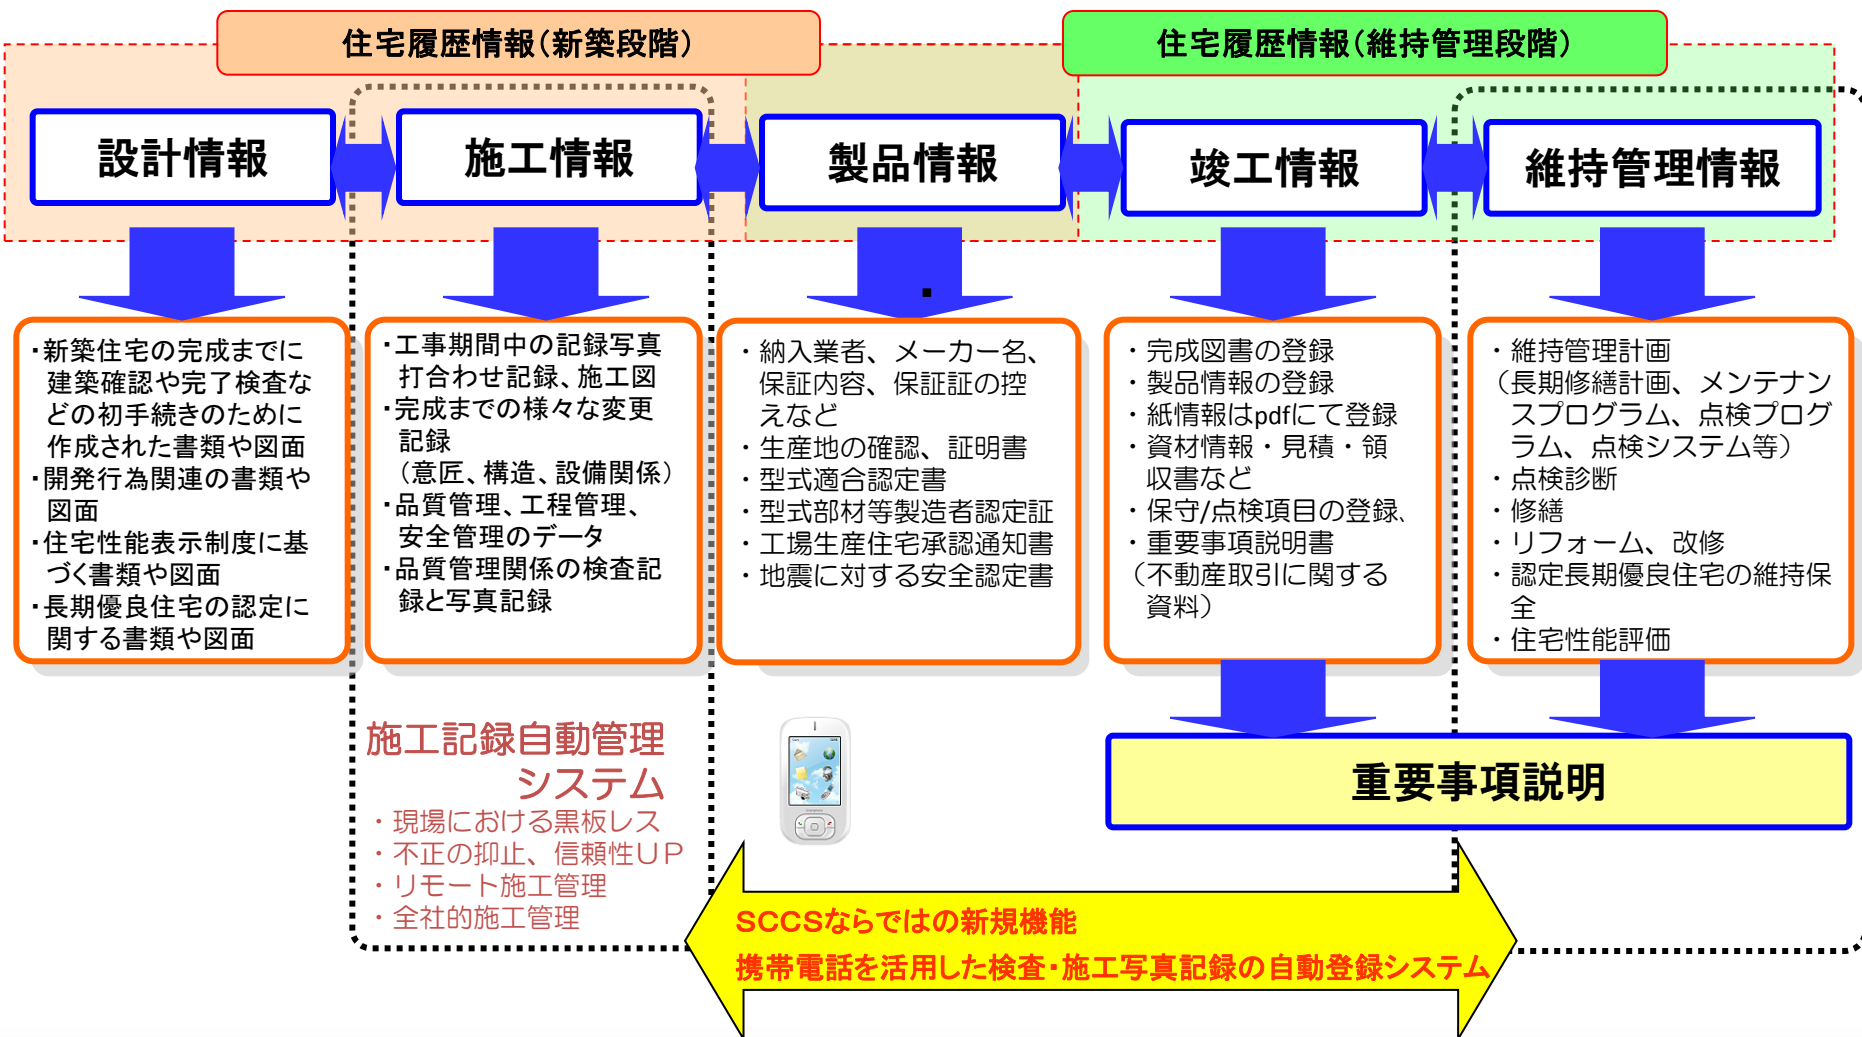 住宅履歴情報(新築段階)
住宅履歴情報(維持管理段階)
設計情報
施工情報
製品情報
竣工情報
維持管理情報
・新築住宅の完成までに
建築確認や完了検査な
どの初手続きのために
作成された書類や図面
・開発行為関連の書類や
図面
・住宅性能表示制度に基
づく書類や図面
・長期優良住宅の認定に
関する書類や図面
・工事期間中の記録写真
打合わせ記録、施工図
・完成までの様々な変更
記録
(意匠、構造、設備関係)
・品質管理、工程管理、
安全管理のデータ
・品質管理関係の検査記
録と写真記録
・納入業者、メーカー名、
保証内容、保証証の控
えなど
・生産地の確認、証明書
・型式適合認定書
・型式部材等製造者認定証
・工場生産住宅承認通知書
・地震に対する安全認定書
・完成図書の登録
・製品情報の登録
・紙情報はpdfにて登録
・資材情報・見積・領
収書など
・保守/点検項目の登録、
・重要事項説明書
(不動産取引に関する
資料)
・維持管理計画
(長期修繕計画、メンテナン
スプログラム、点検プログ
ラム、点検システム等)
・点検診断
・修繕
・リフォーム、改修
・認定長期優良住宅の維持保
全
・住宅性能評価
施工記録自動管理
システム
・現場における黒板レス
・不正の抑止、信頼性UP
・リモート施工管理
・全社的施工管理
重要事項説明
SCCSならではの新規機能
携帯電話を活用した検査・施工写真記録の自動登録システム